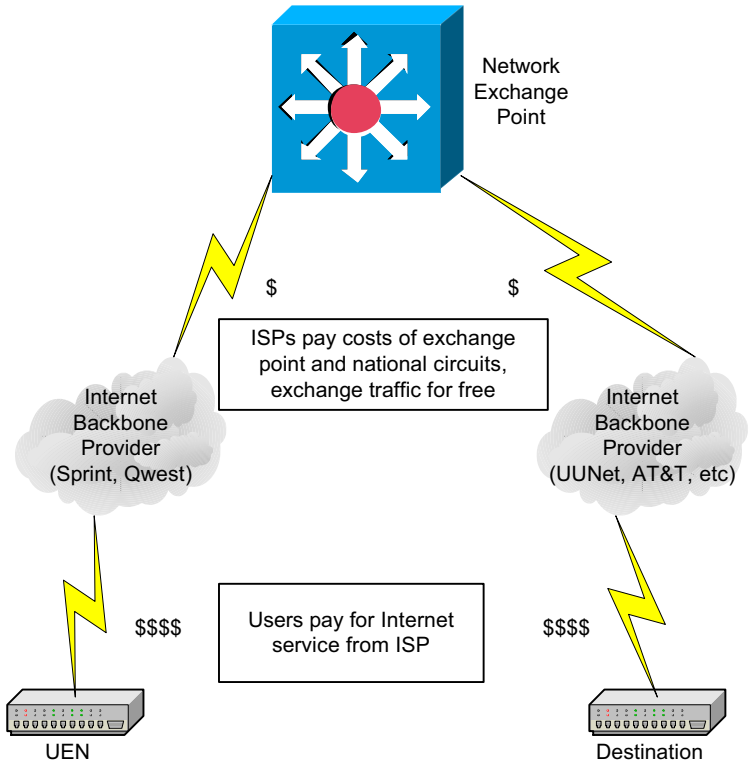 Network
Exchange
Point
$
$
ISPs pay costs of exchange
point and national circuits,
exchange traffic for free
Internet
Backbone
Provider
(Sprint, Qwest)
Internet
Backbone
Provider
(UUNet, AT&T, etc)
$$$$
Users pay for Internet
service from ISP
$$$$
UEN
Destination